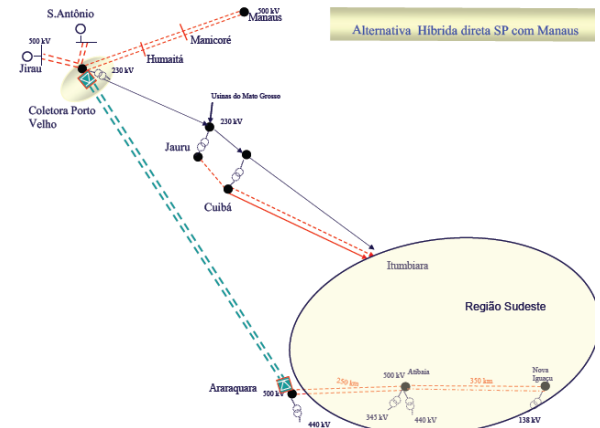 Alternativa Híbrida direta SP com Manaus
S.Antônio
500 kV
Manaus
500 kV
Manicoré
Humaitá
Jirau
230 kV
Coletora Porto
Velho
Usinas do Mato Grosso
230 kV
Jauru
Cuibá
Itumbiara
Região Sudeste
Araraquara
500 kV
440 kV
250 km
500 kV
Atibaia
345 kV
440 kV
350 km
Nova
Iguaçu
138 kV